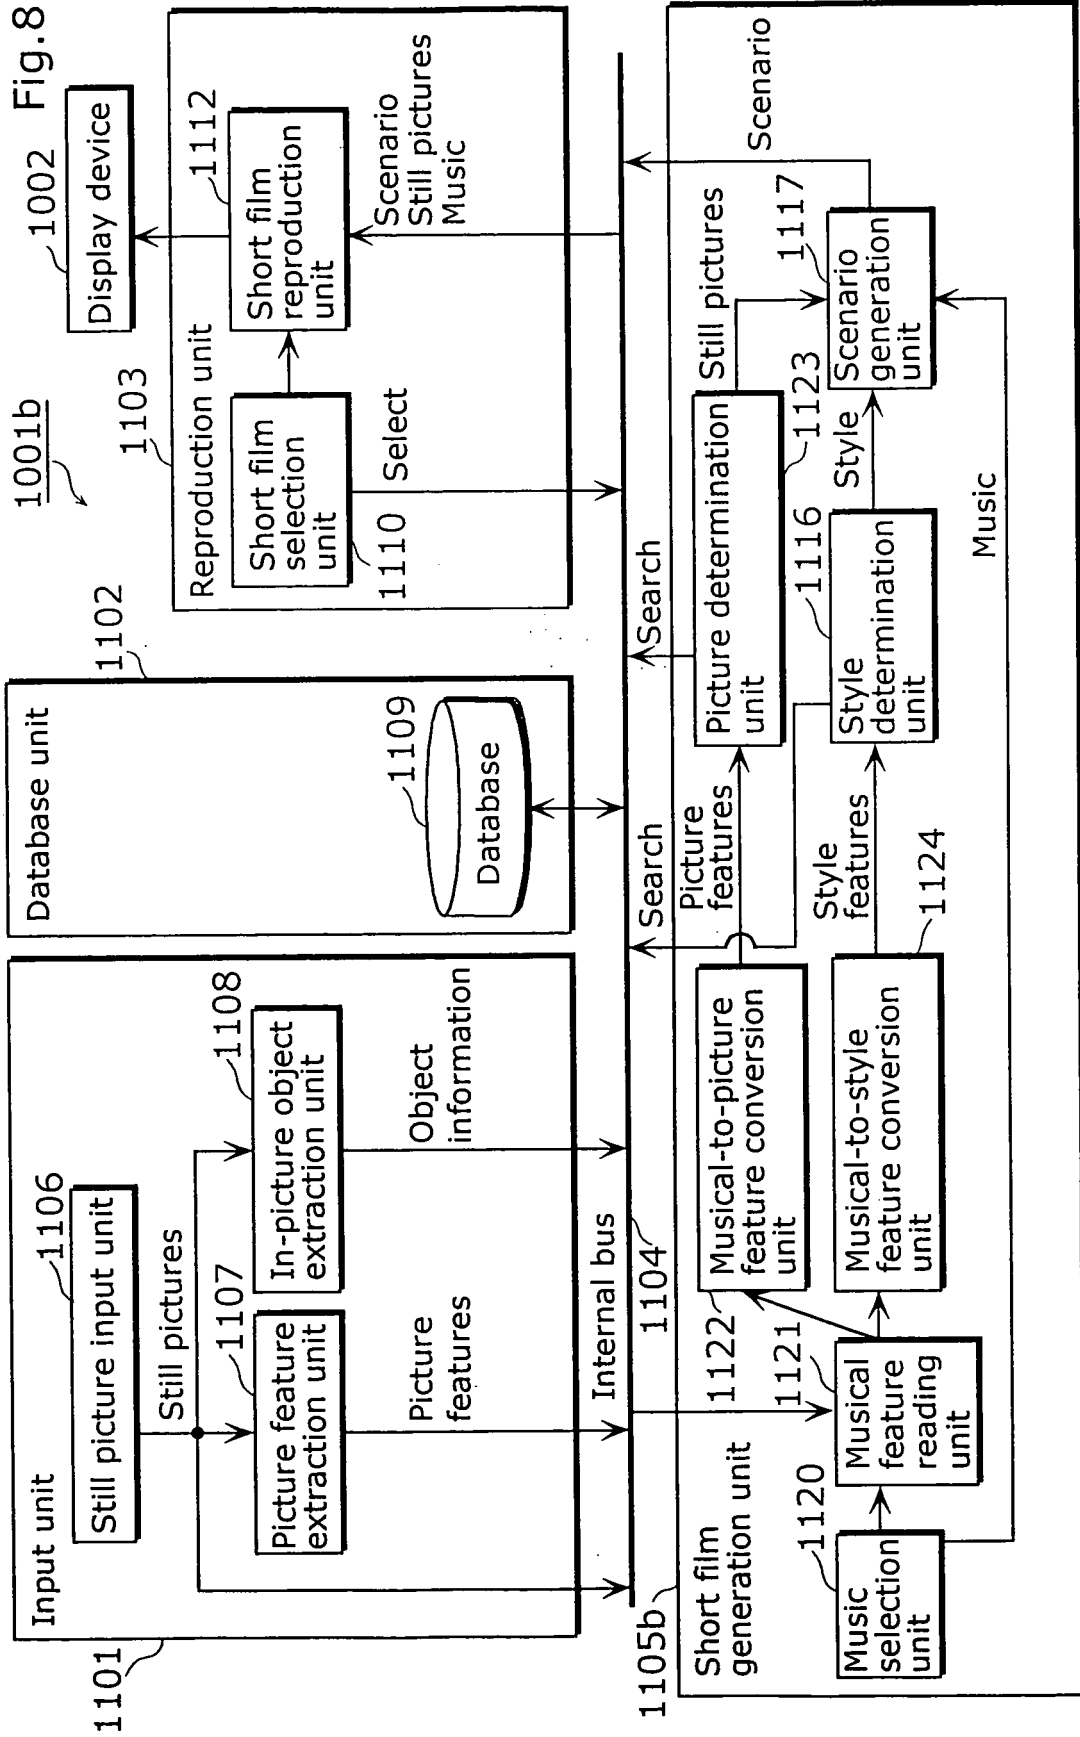 Fig.8
1001b
1002
Display device
1101
Input unit
1106
Still picture input unit
Still pictures
1107
Picture feature
extraction unit
1108
In-picture object
extraction unit
Picture
features
Object
information
1102
Database unit
1109
Database
1103
Reproduction unit
Short film
selection
unit
1110
Select
1112
Short film
reproduction
unit
Scenario
Still pictures
Music
Internal bus
1104
Search
Search
Scenario
1105b
Short film
generation unit
1120
Music
selection
unit
1121
Musical
feature
reading
unit
1122
Musical-to-picture
feature conversion
unit
Picture
features
Picture determination
unit
1123
Still pictures
Musical-to-style
feature conversion
unit
1124
Style
features
1116
Style
determination
unit
Style
1117
Scenario
generation
unit
Music